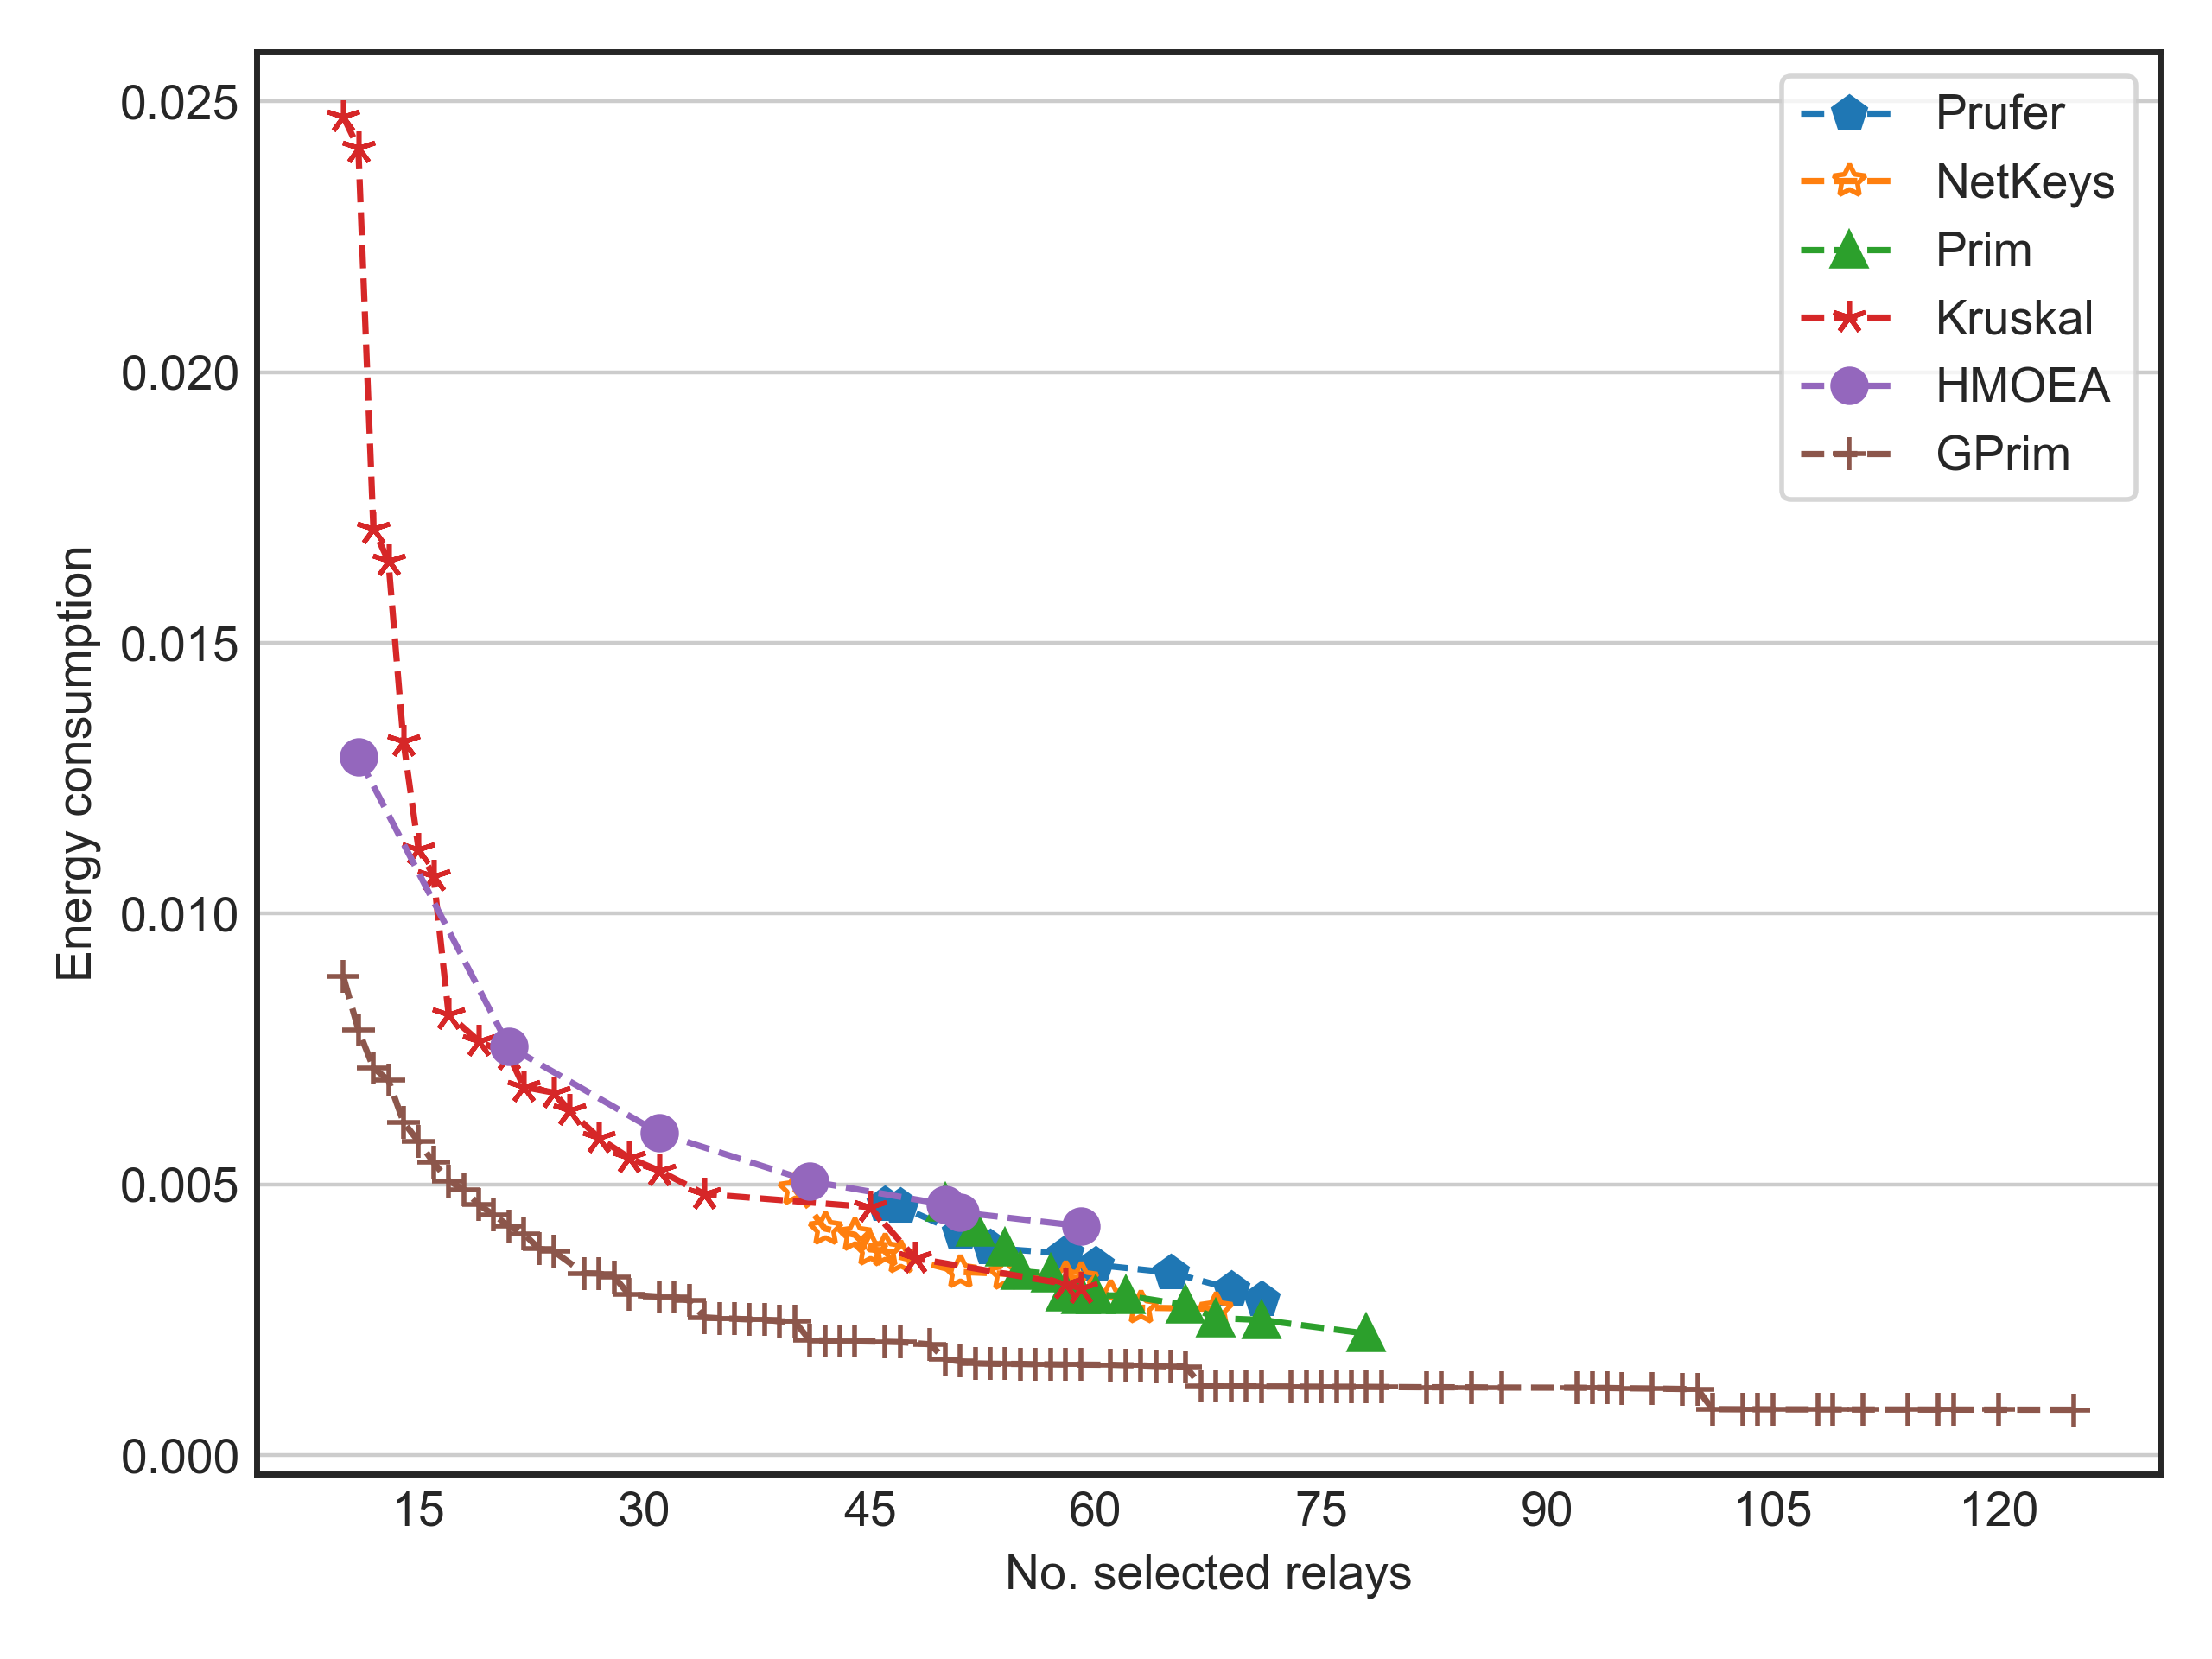 0.025
0.020
0.015
0.010
0.005
0.000
Energy consumption
15 30 45 60 75 90 105 120
No. selected relays
Prufer
NetKeys
Prim
Kruskal
HMOEA
GPrim